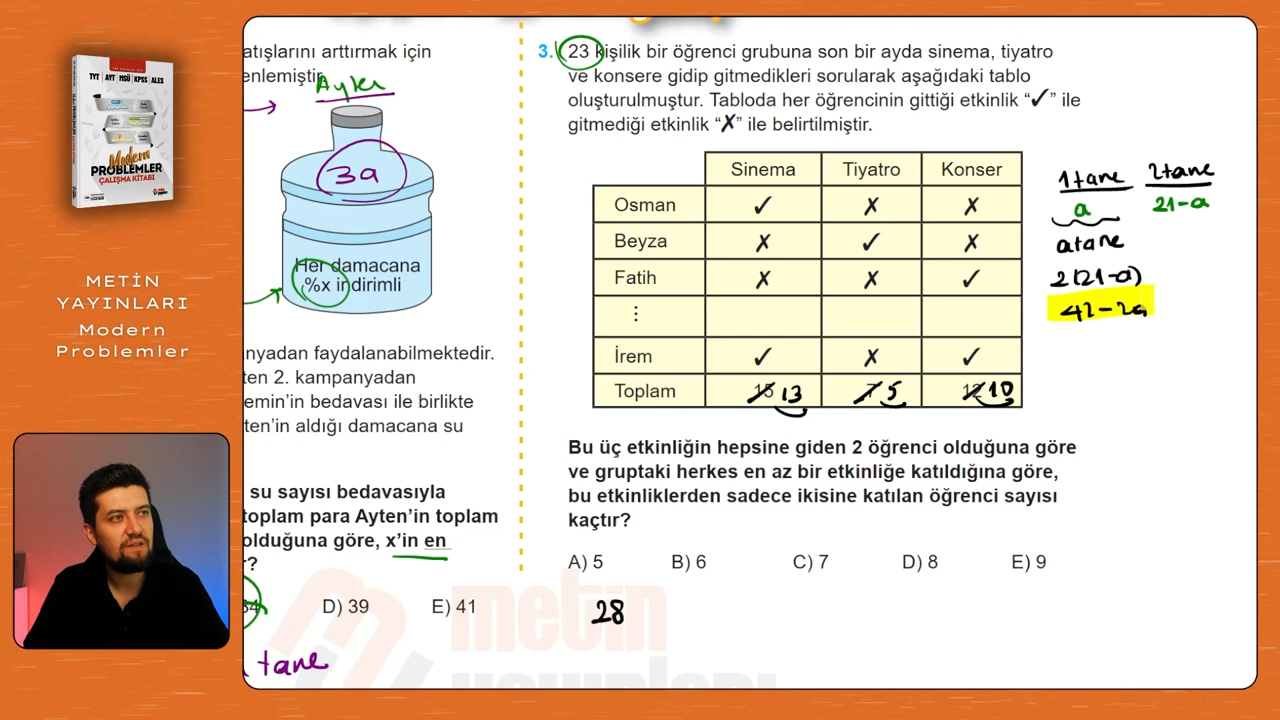 TYT | AYT | MSÜ | KPSS | ALES
Modern
PROBLEMLER
ÇALIŞMA KİTABI
METİN
YAYINLARI
Modern
Problemler
atışlarını arttırmak için
enlemiştir.
3a
Her damacana
%x indirimli
nyadan faydalanabilmektedir.
ten 2. kampanyadan
emin'in bedavası ile birlikte
ten'in aldığı damacana su
su sayısı bedavasıyla
toplam para Ayten'in toplam
olduğuna göre, x'in en
r?
D) 39 E) 41
tane
3. 23 kişilik bir öğrenci grubuna son bir ayda sinema, tiyatro
ve konsere gidip gitmedikleri sorularak aşağıdaki tablo
oluşturulmuştur. Tabloda her öğrencinin gittiği etkinlik “✓” ile
gitmediği etkinlik “✗” ile belirtilmiştir.
Sinema Tiyatro Konser
Osman ✓ ✗ ✗
Beyza ✗ ✓ ✗
Fatih ✗ ✗ ✓
⋮
İrem ✓ ✗ ✓
Toplam 15 13 7 5 12 10
1tane 2tane
a 21-a
atane
2(21-a)
42-2a
Bu üç etkinliğin hepsine giden 2 öğrenci olduğuna göre
ve gruptaki herkes en az bir etkinliğe katıldığına göre,
bu etkinliklerden sadece ikisine katılan öğrenci sayısı
kaçtır?
A) 5 B) 6 C) 7 D) 8 E) 9
28
metin